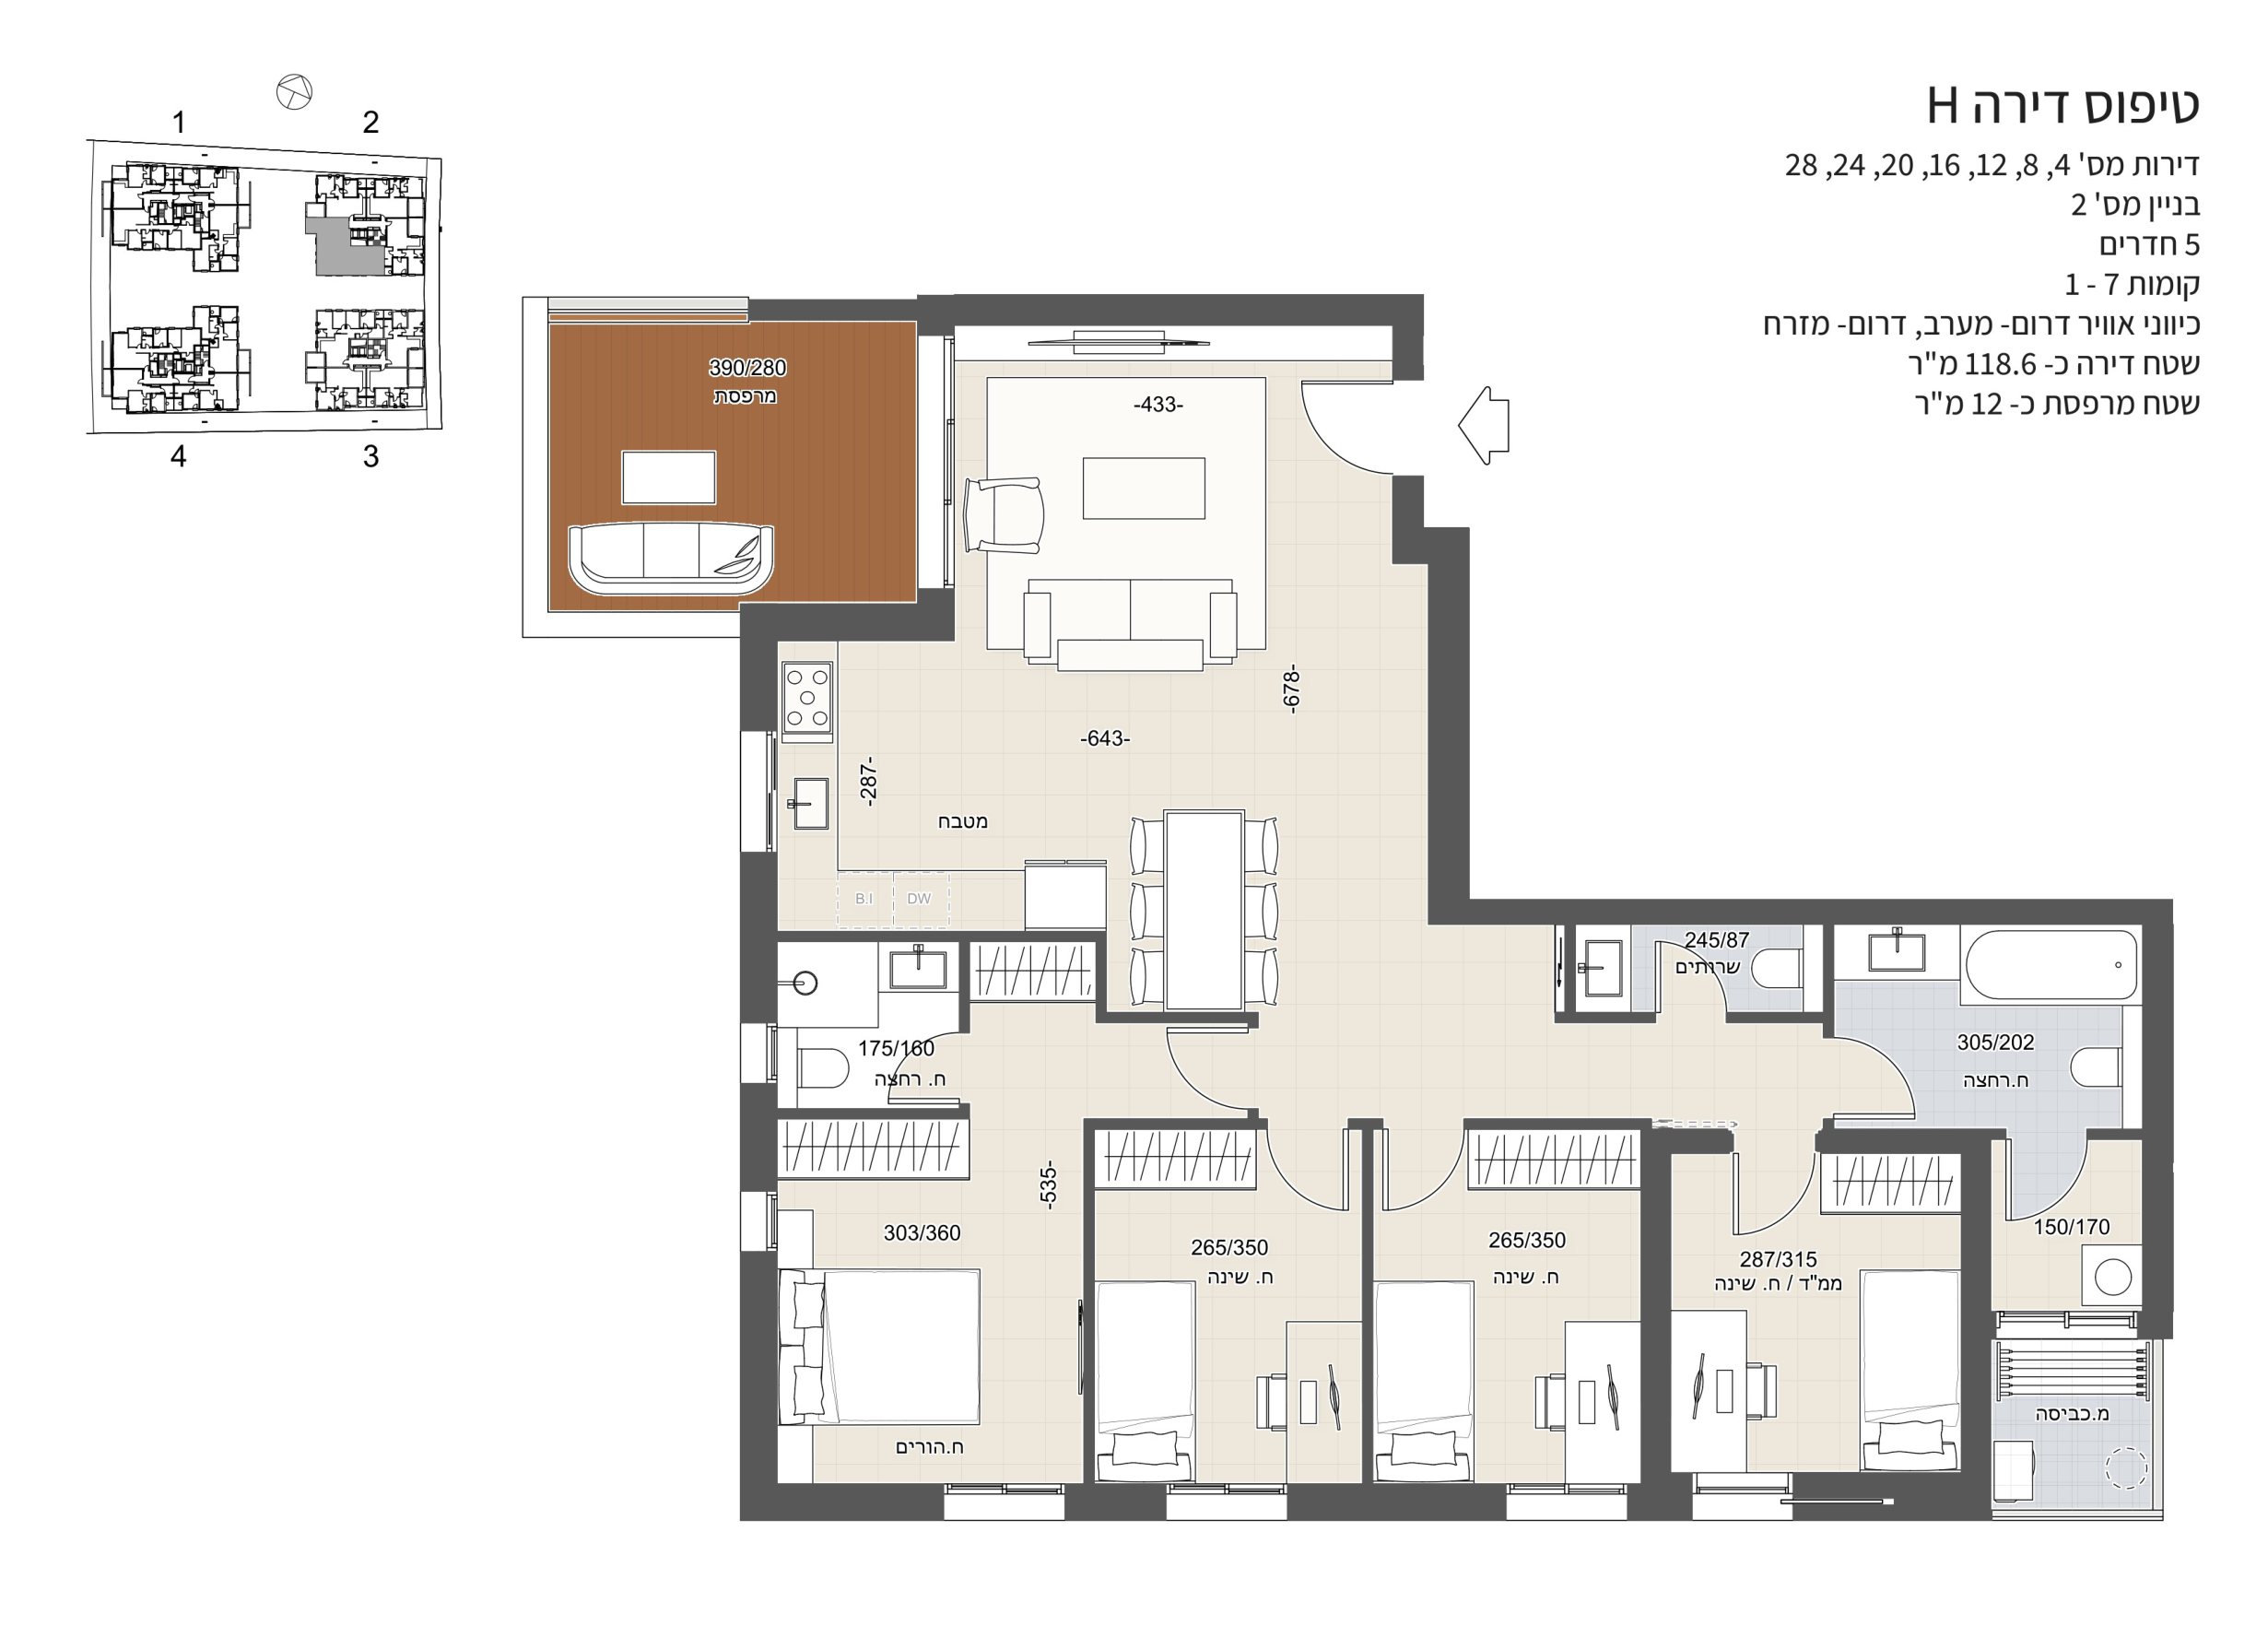 טיפוס דירה H
דירות מס' 4, 8, 12, 16, 20, 24, 28
בניין מס' 2
5 חדרים
קומות 7 - 1
כיווני אוויר דרום- מערב, דרום- מזרח
שטח דירה כ- 118.6 מ"ר
שטח מרפסת כ- 12 מ"ר
1
2
4
3
390/280
מרפסת
-433-
-678-
-643-
-287-
מטבח
B.I
DW
245/87
שרותים
175/160
ח. רחצה
305/202
ח.רחצה
-535-
303/360
ח.הורים
265/350
ח. שינה
265/350
ח. שינה
287/315
ממ"ד / ח. שינה
150/170
מ.כביסה